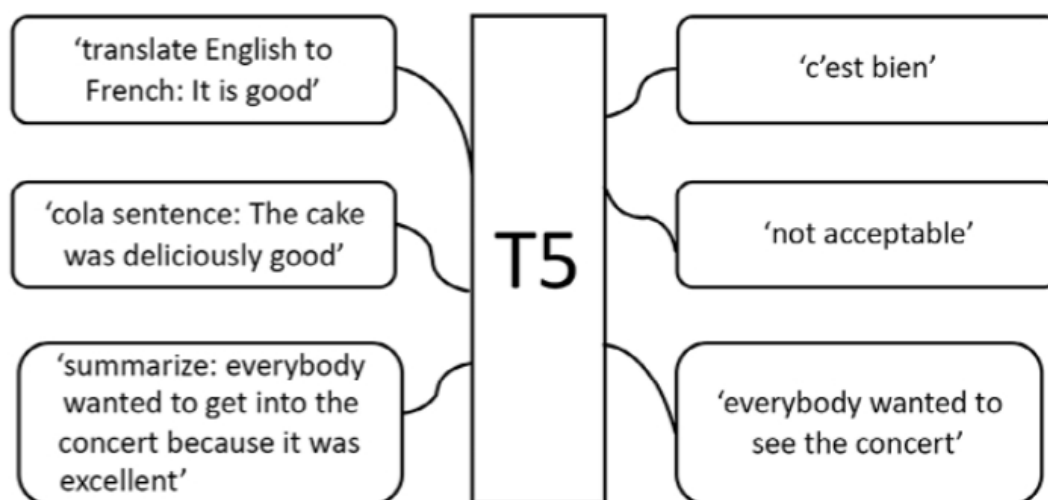 ‘translate English to
French: It is good’
‘cola sentence: The cake
was deliciously good’
‘summarize: everybody
wanted to get into the
concert because it was
excellent’
T5
‘c’est bien’
‘not acceptable’
‘everybody wanted to
see the concert’